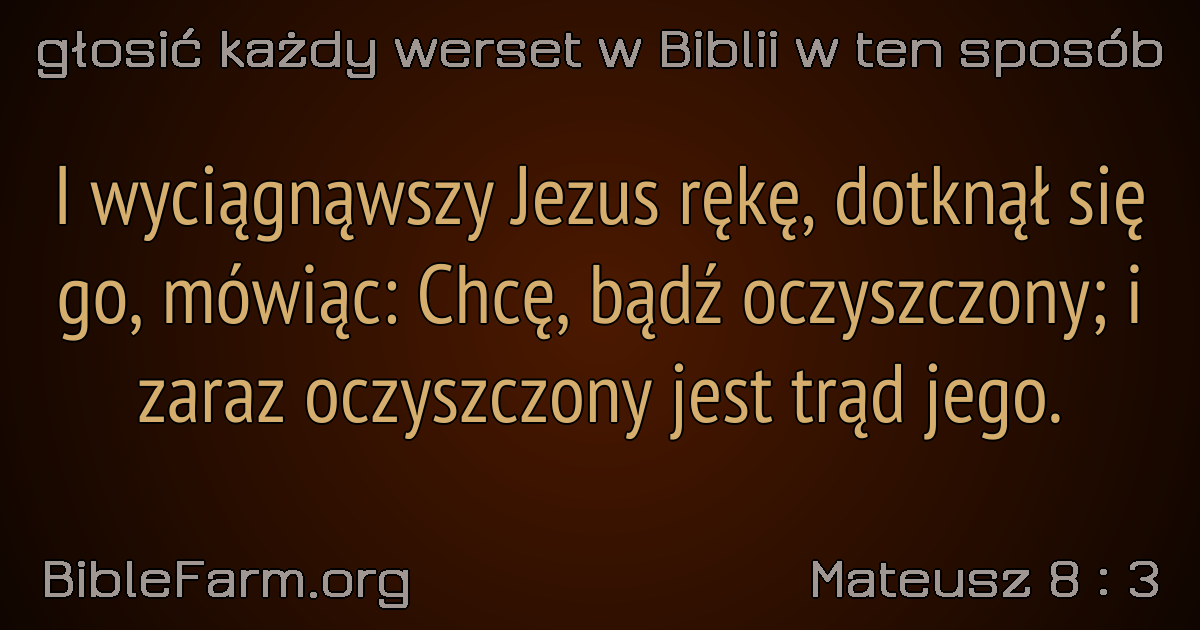 głosić każdy werset w Biblii w ten sposób
I wyciągnąwszy Jezus rękę, dotknął się
go, mówiąc: Chcę, bądź oczyszczony; i
zaraz oczyszczony jest trąd jego.
BibleFarm.org
Mateusz 8 : 3